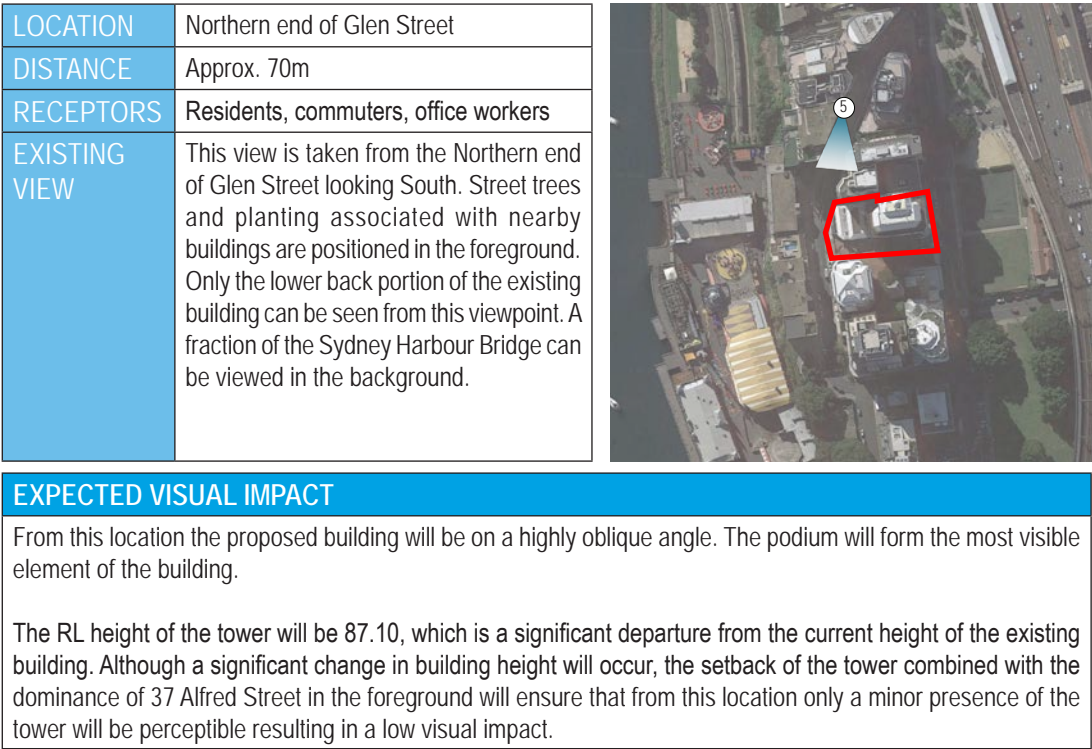 LOCATION Northern end of Glen Street
DISTANCE Approx. 70m
RECEPTORS Residents, commuters, office workers
EXISTING VIEW This view is taken from the Northern end
of Glen Street looking South. Street trees
and planting associated with nearby
buildings are positioned in the foreground.
Only the lower back portion of the existing
building can be seen from this viewpoint. A
fraction of the Sydney Harbour Bridge can
be viewed in the background.
5
EXPECTED VISUAL IMPACT
From this location the proposed building will be on a highly oblique angle. The podium will form the most visible
element of the building.
The RL height of the tower will be 87.10, which is a significant departure from the current height of the existing
building. Although a significant change in building height will occur, the setback of the tower combined with the
dominance of 37 Alfred Street in the foreground will ensure that from this location only a minor presence of the
tower will be perceptible resulting in a low visual impact.